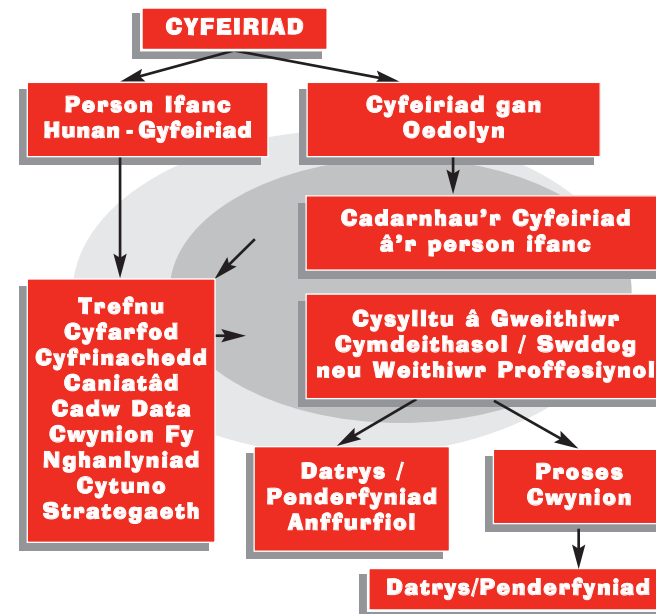 CYFEIRIAD
Person Ifanc
Hunan-Gyfeiriad
Cyfeiriad gan
Oedolyn
Cadarnhau'r Cyfeiriad
â'r person ifanc
Trefnu
Cyfarfod
Cyfrinachedd
Caniatâd
Cadw Data
Cwynion Fy
Nghanlyniad
Cytuno
Strategaeth
Cysylltu â Gweithiwr
Cymdeithasol / Swddog
neu Weithiwr Proffesiynol
Datrys /
Penderfyniad
Anffurfiol
Proses
Cwynion
Datrys/Penderfyniad